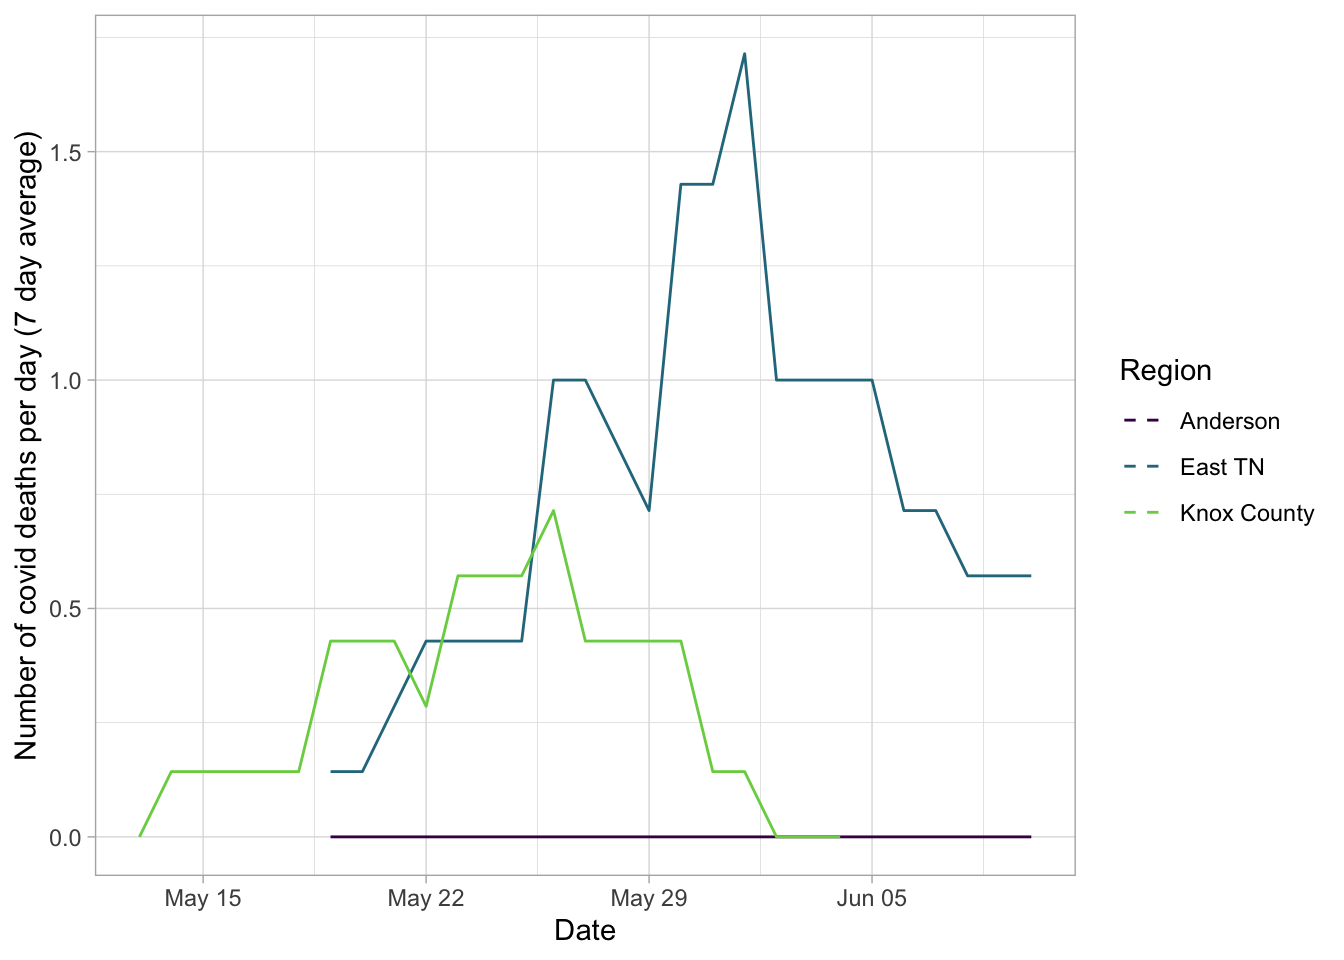 Number of covid deaths per day (7 day average)
1.5
1.0
0.5
0.0
May 15
May 22
May 29
Jun 05
Date
Region
Anderson
East TN
Knox County